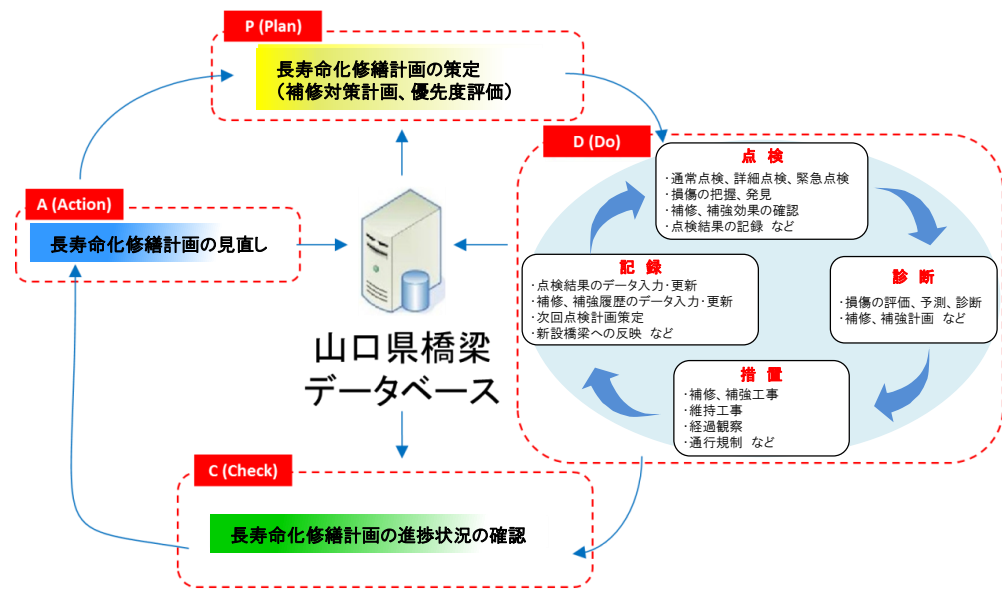 P (Plan)
長寿命化修繕計画の策定
（補修対策計画、優先度評価）
D (Do)
点 検
・通常点検、詳細点検、緊急点検
・損傷の把握、発見
・補修、補強効果の確認
・点検結果の記録 など
診 断
・損傷の評価、予測、診断
・補修、補強計画 など
措 置
・補修、補強工事
・維持工事
・経過観察
・通行規制 など
記 録
・点検結果のデータ入力・更新
・補修、補強履歴のデータ入力・更新
・次回点検計画策定
・新設橋梁への反映 など
C (Check)
長寿命化修繕計画の進捗状況の確認
A (Action)
長寿命化修繕計画の見直し
山口県橋梁
データベース